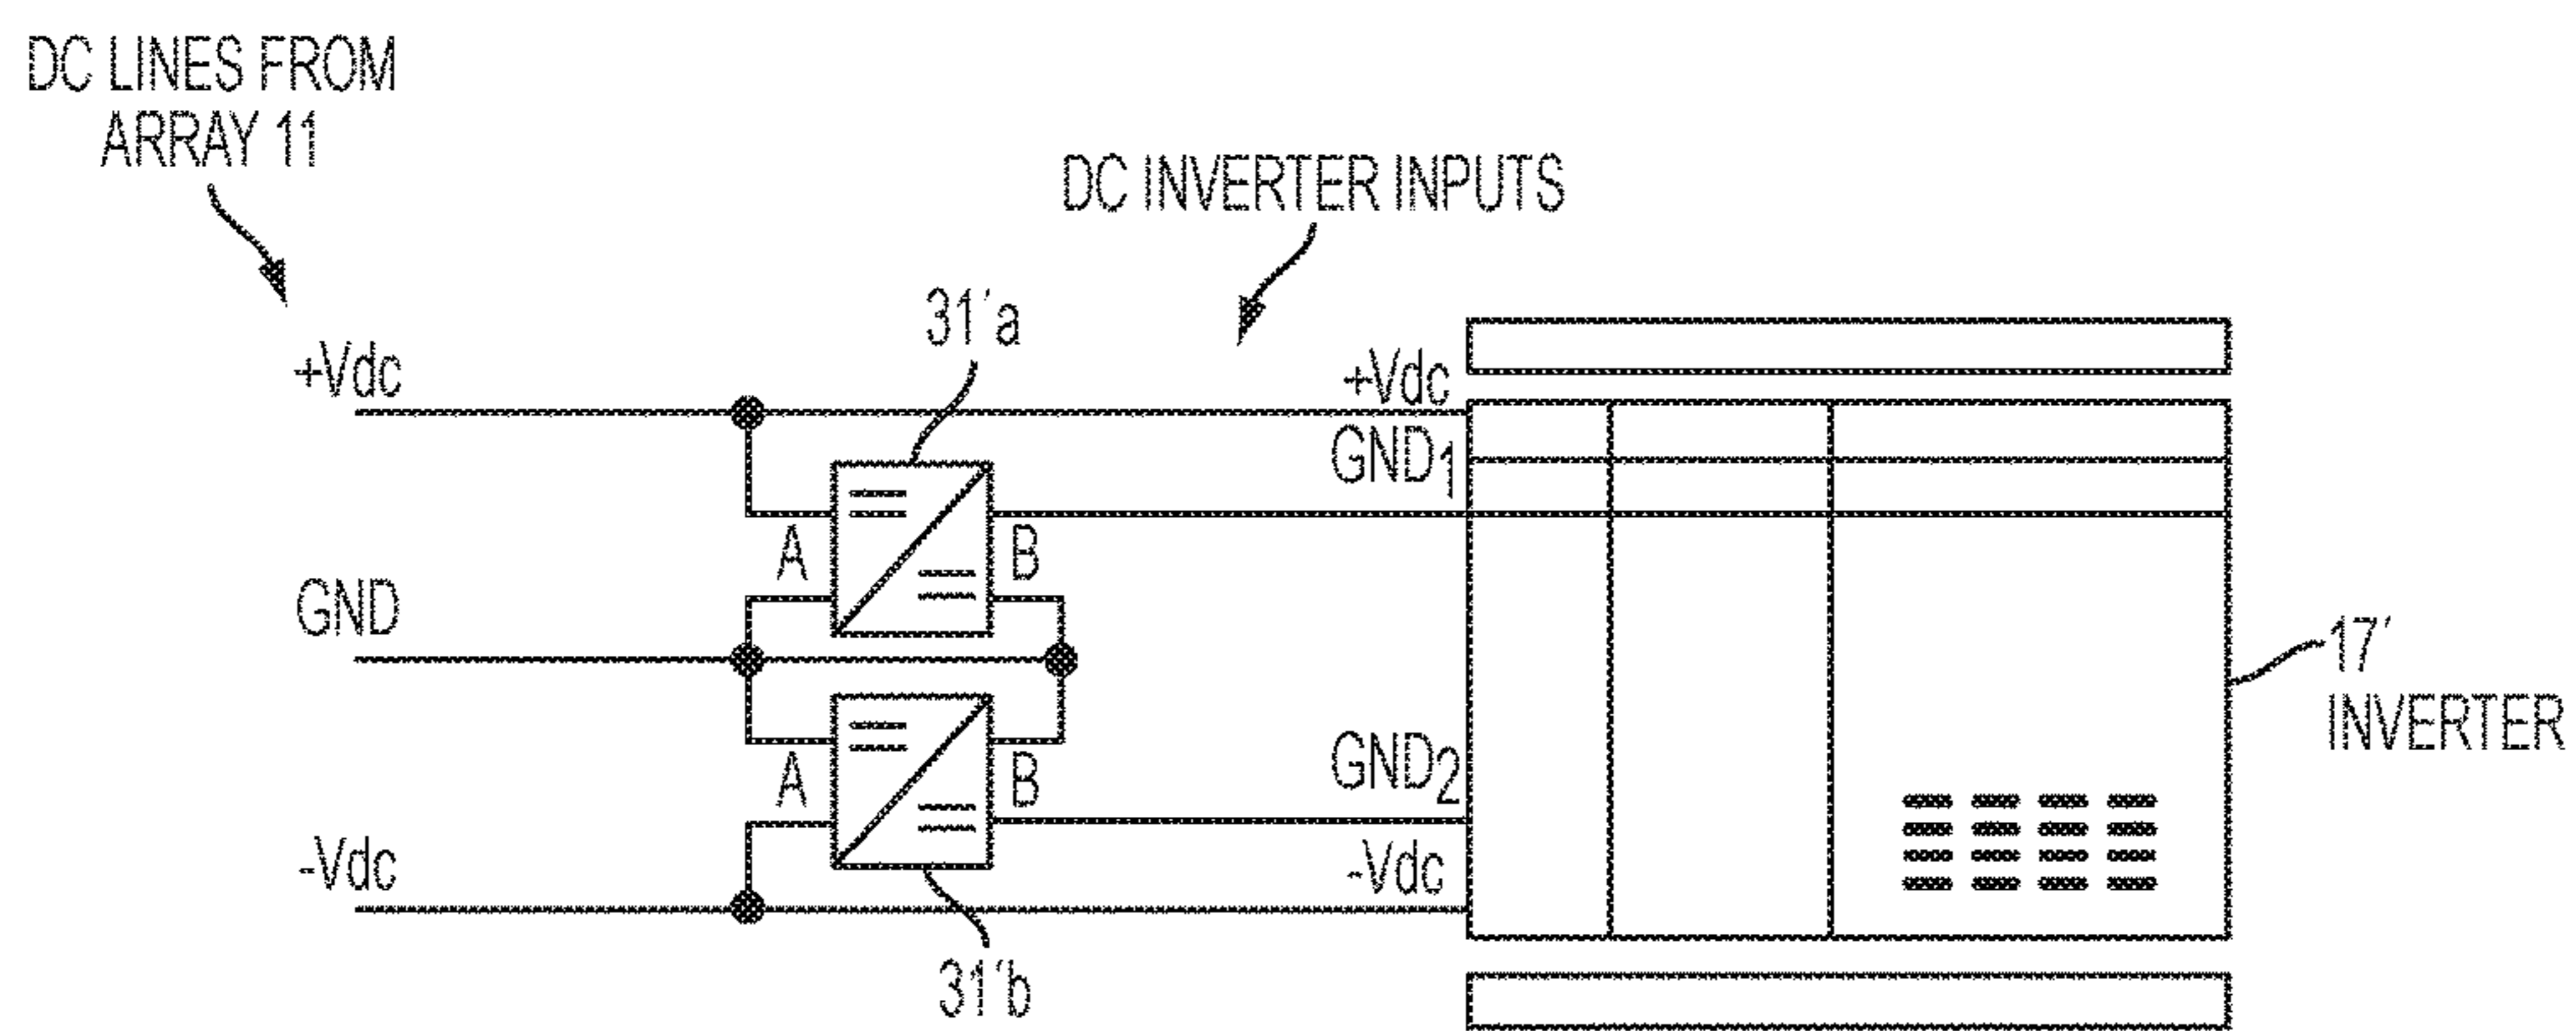 DC LINES FROM
ARRAY 11
DC INVERTER INPUTS
31'a
+Vdc
+Vdc
GND1
A
B
GND
17'
INVERTER
GND2
A
B
-Vdc
-Vdc
31'b